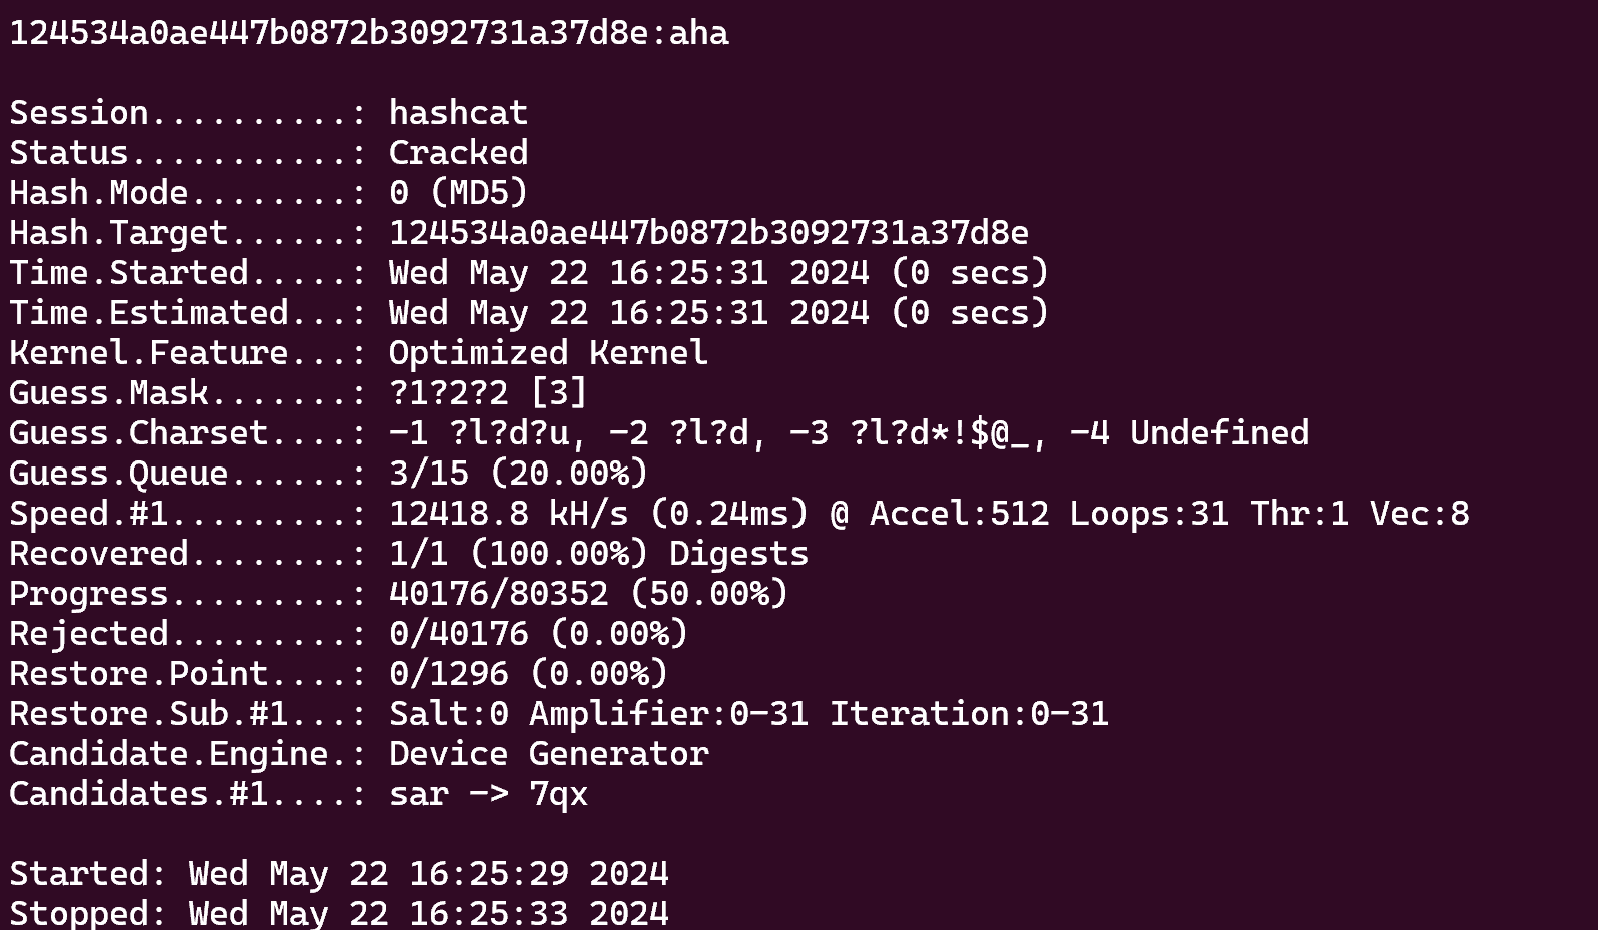 124534a0ae447b0872b3092731a37d8e:aha
Session..........: hashcat
Status...........: Cracked
Hash.Mode........: 0 (MD5)
Hash.Target......: 124534a0ae447b0872b3092731a37d8e
Time.Started.....: Wed May 22 16:25:31 2024 (0 secs)
Time.Estimated...: Wed May 22 16:25:31 2024 (0 secs)
Kernel.Feature...: Optimized Kernel
Guess.Mask.......: ?1?2?2 [3]
Guess.Charset....: -1 ?l?d?u, -2 ?l?d, -3 ?l?d*!$@_, -4 Undefined
Guess.Queue......: 3/15 (20.00%)
Speed.#1.........: 12418.8 kH/s (0.24ms) @ Accel:512 Loops:31 Thr:1 Vec:8
Recovered........: 1/1 (100.00%) Digests
Progress.........: 40176/80352 (50.00%)
Rejected.........: 0/40176 (0.00%)
Restore.Point....: 0/1296 (0.00%)
Restore.Sub.#1...: Salt:0 Amplifier:0-31 Iteration:0-31
Candidate.Engine.: Device Generator
Candidates.#1....: sar -> 7qx
Started: Wed May 22 16:25:29 2024
Stopped: Wed May 22 16:25:33 2024